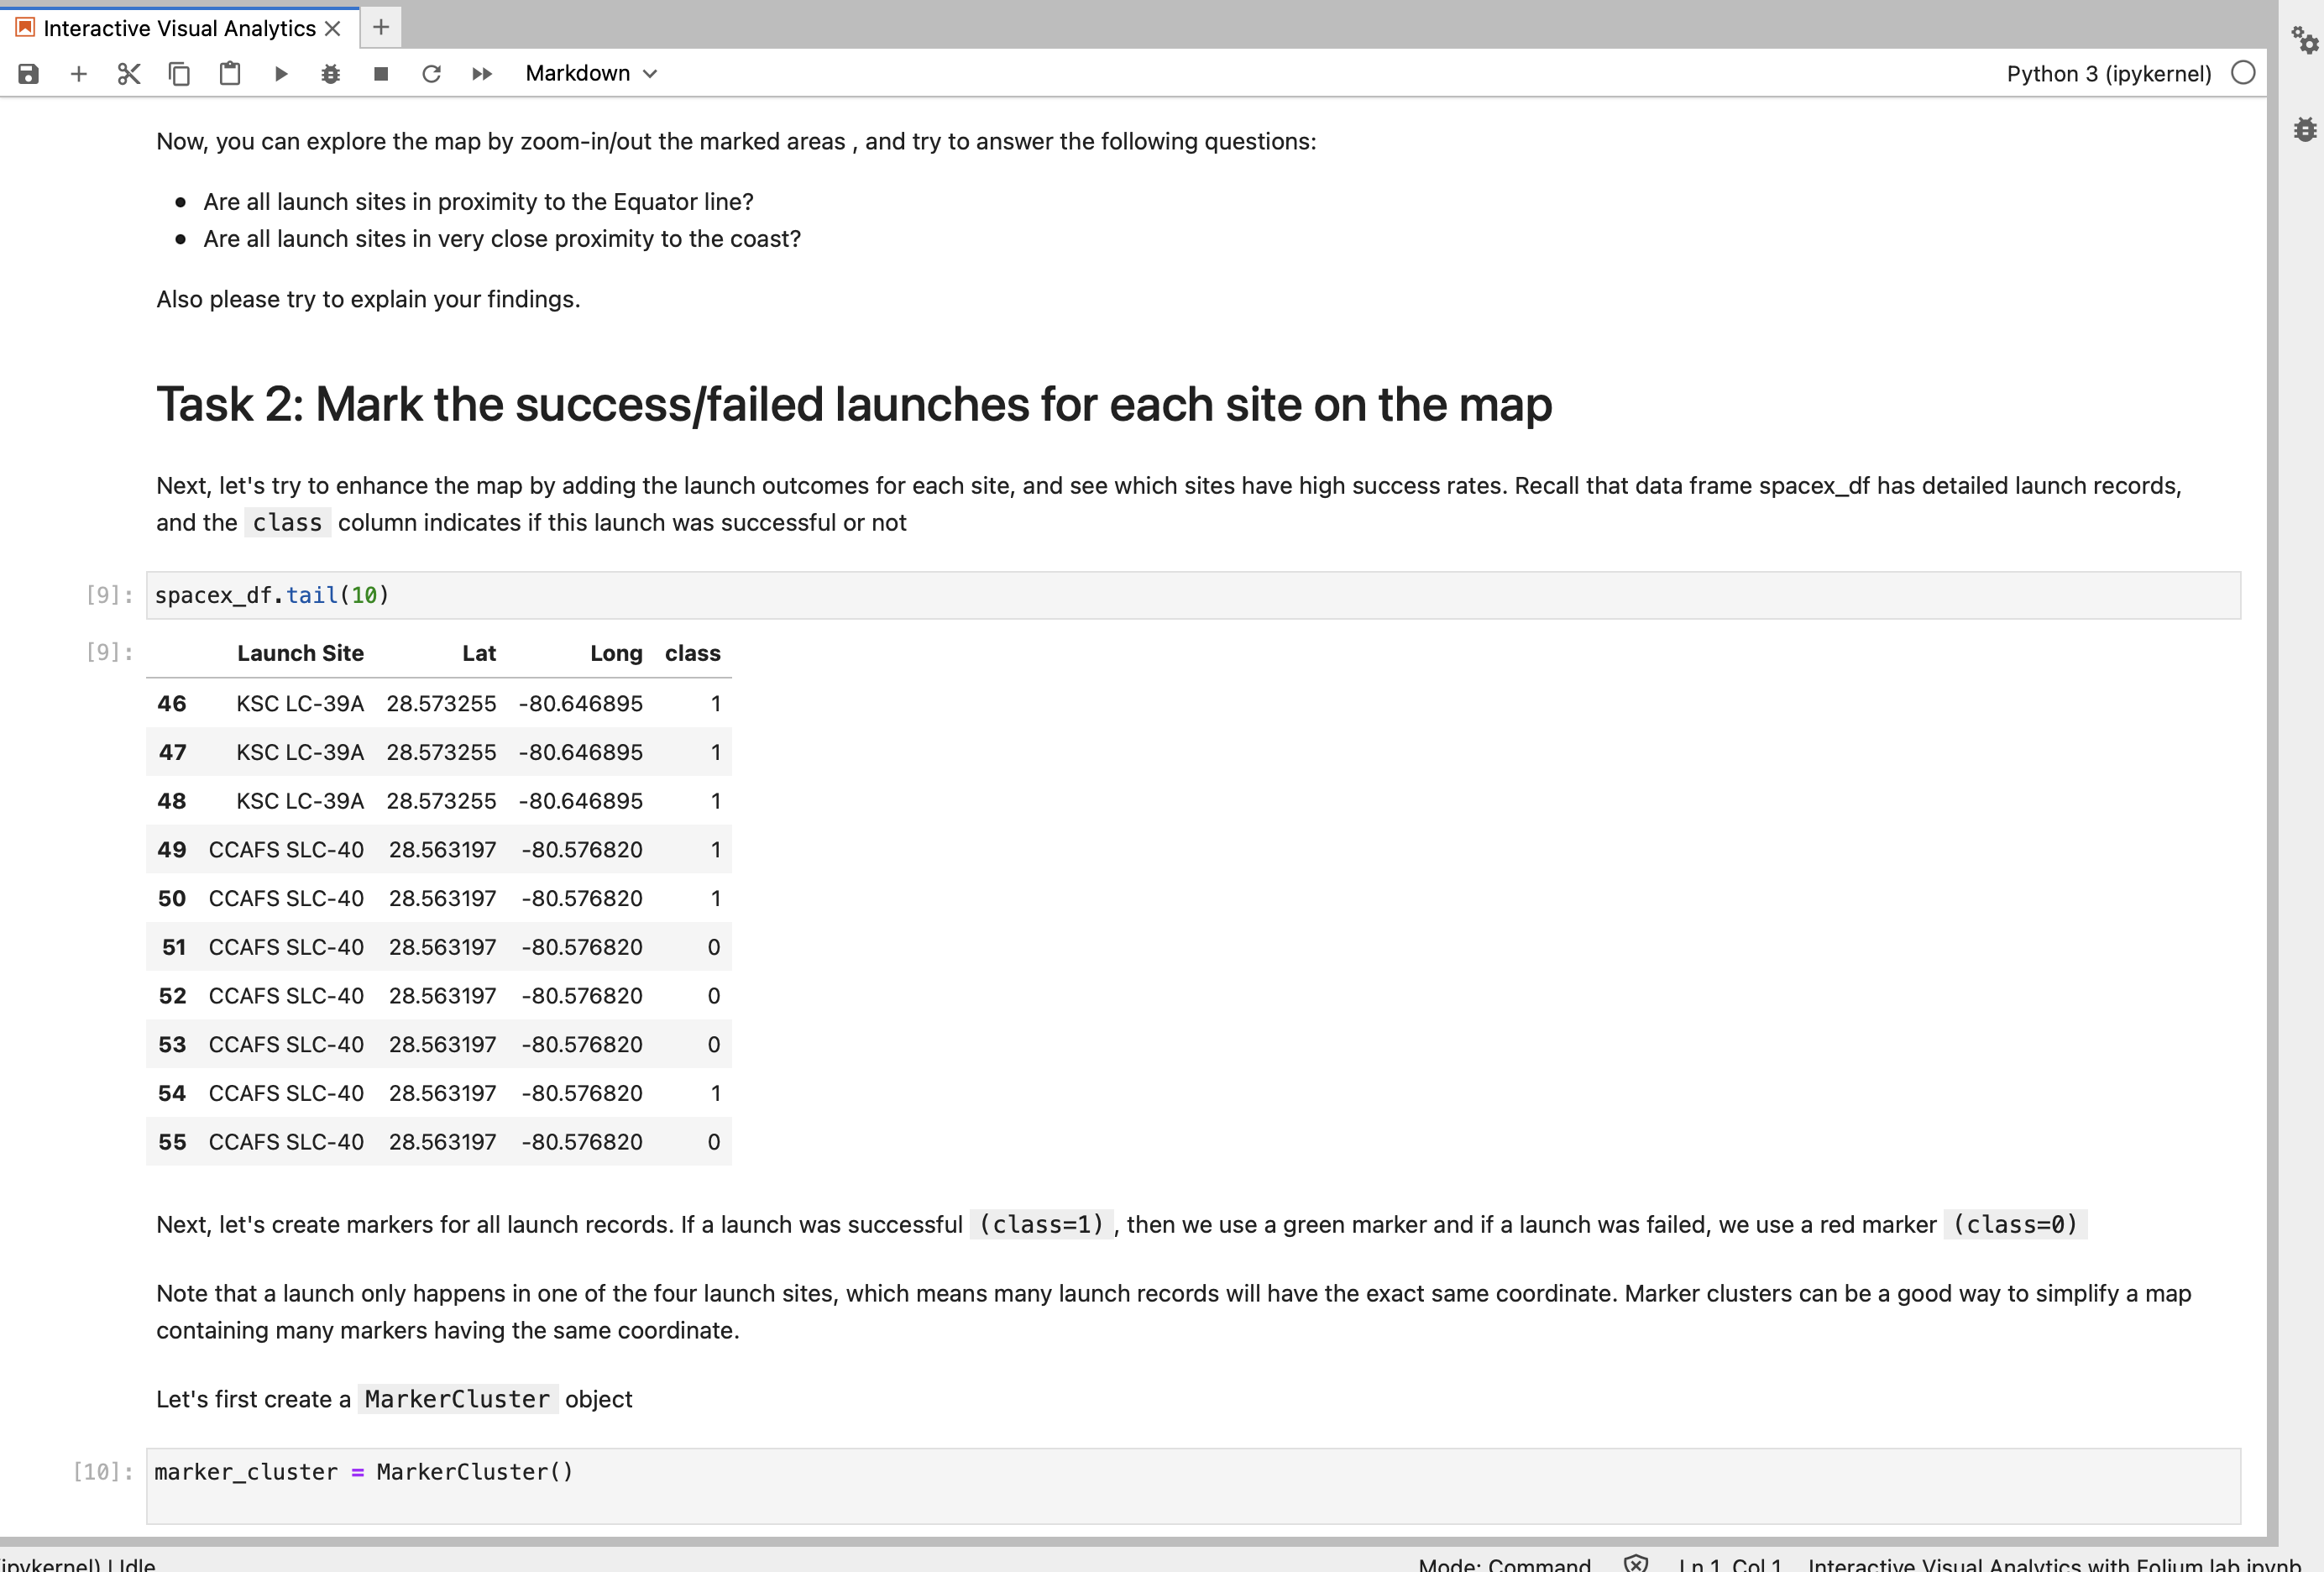 Interactive Visual Analytics
Markdown
Python 3 (ipykernel)
Now, you can explore the map by zoom-in/out the marked areas , and try to answer the following questions:
• Are all launch sites in proximity to the Equator line?
• Are all launch sites in very close proximity to the coast?
Also please try to explain your findings.
Task 2: Mark the success/failed launches for each site on the map
Next, let's try to enhance the map by adding the launch outcomes for each site, and see which sites have high success rates. Recall that data frame spacex_df has detailed launch records,
and the class column indicates if this launch was successful or not
[9]: spacex_df.tail(10)
[9]: Launch Site Lat Long class
46 KSC LC-39A 28.573255 -80.646895 1
47 KSC LC-39A 28.573255 -80.646895 1
48 KSC LC-39A 28.573255 -80.646895 1
49 CCAFS SLC-40 28.563197 -80.576820 1
50 CCAFS SLC-40 28.563197 -80.576820 1
51 CCAFS SLC-40 28.563197 -80.576820 0
52 CCAFS SLC-40 28.563197 -80.576820 0
53 CCAFS SLC-40 28.563197 -80.576820 0
54 CCAFS SLC-40 28.563197 -80.576820 1
55 CCAFS SLC-40 28.563197 -80.576820 0
Next, let's create markers for all launch records. If a launch was successful (class=1) , then we use a green marker and if a launch was failed, we use a red marker (class=0)
Note that a launch only happens in one of the four launch sites, which means many launch records will have the exact same coordinate. Marker clusters can be a good way to simplify a map
containing many markers having the same coordinate.
Let's first create a MarkerCluster object
[10]: marker_cluster = MarkerCluster()
ipykernel) | Idle Mode: Command Ln 1, Col 1 Interactive Visual Analytics with Folium lab.ipynb